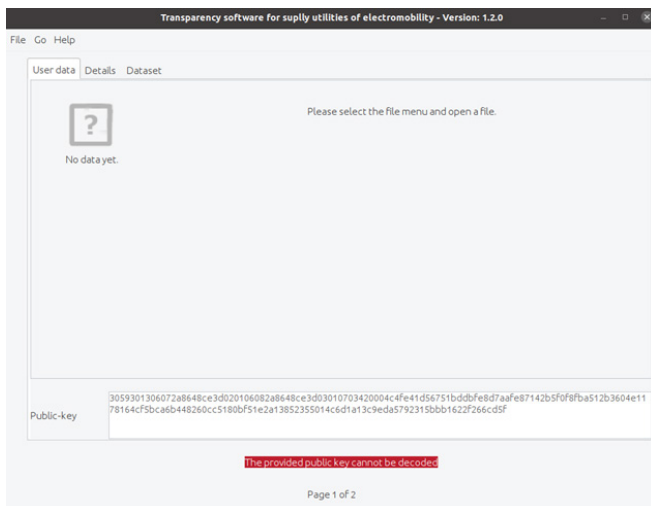 Transparency software for suplly utilities of electromobility - Version: 1.2.0
File Go Help
User data Details Dataset
?
Please select the file menu and open a file.
No data yet.
Public-key
3059301306072a8648ce3d020106082a8648ce3d03010703420004c4fe41d56751bddbfe8d7aafe87142b5f0f8fba512b3604e11
78164cf5bca6b448260cc5180bf51e2a13852355014c6d1a13c9eda5792315bbb1622f266cd5f
The provided public key cannot be decoded
Page 1 of 2